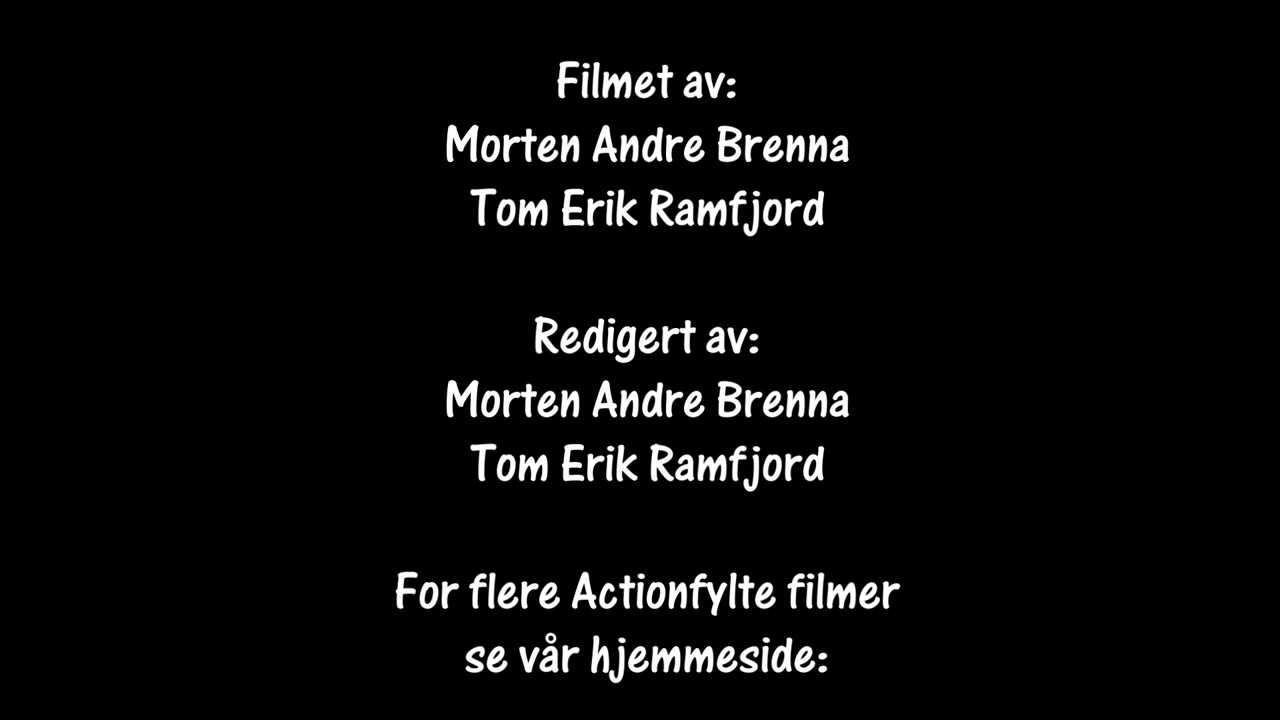 Filmet av:
Morten Andre Brenna
Tom Erik Ramfjord
Redigert av:
Morten Andre Brenna
Tom Erik Ramfjord
For flere Actionfylte filmer
se vår hjemmeside: